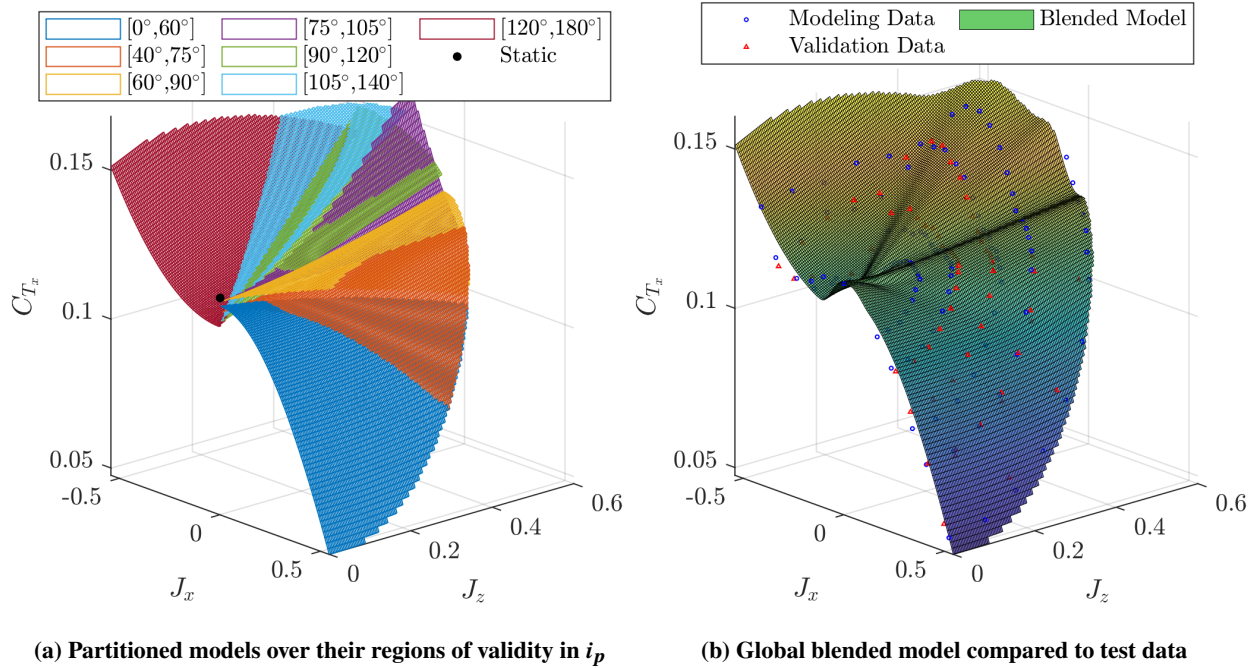 [0°,60°] [75°,105°] [120°,180°]
[40°,75°] [90°,120°] Static
[60°,90°] [105°,140°]
0.15
0.1
0.05
C_{T_x}
-0.5
0
0.5
J_x
0
0.2
0.4
0.6
J_z
(a) Partitioned models over their regions of validity in i_p
Modeling Data Blended Model
Validation Data
0.15
0.1
0.05
C_{T_x}
-0.5
0
0.5
J_x
0
0.2
0.4
0.6
J_z
(b) Global blended model compared to test data